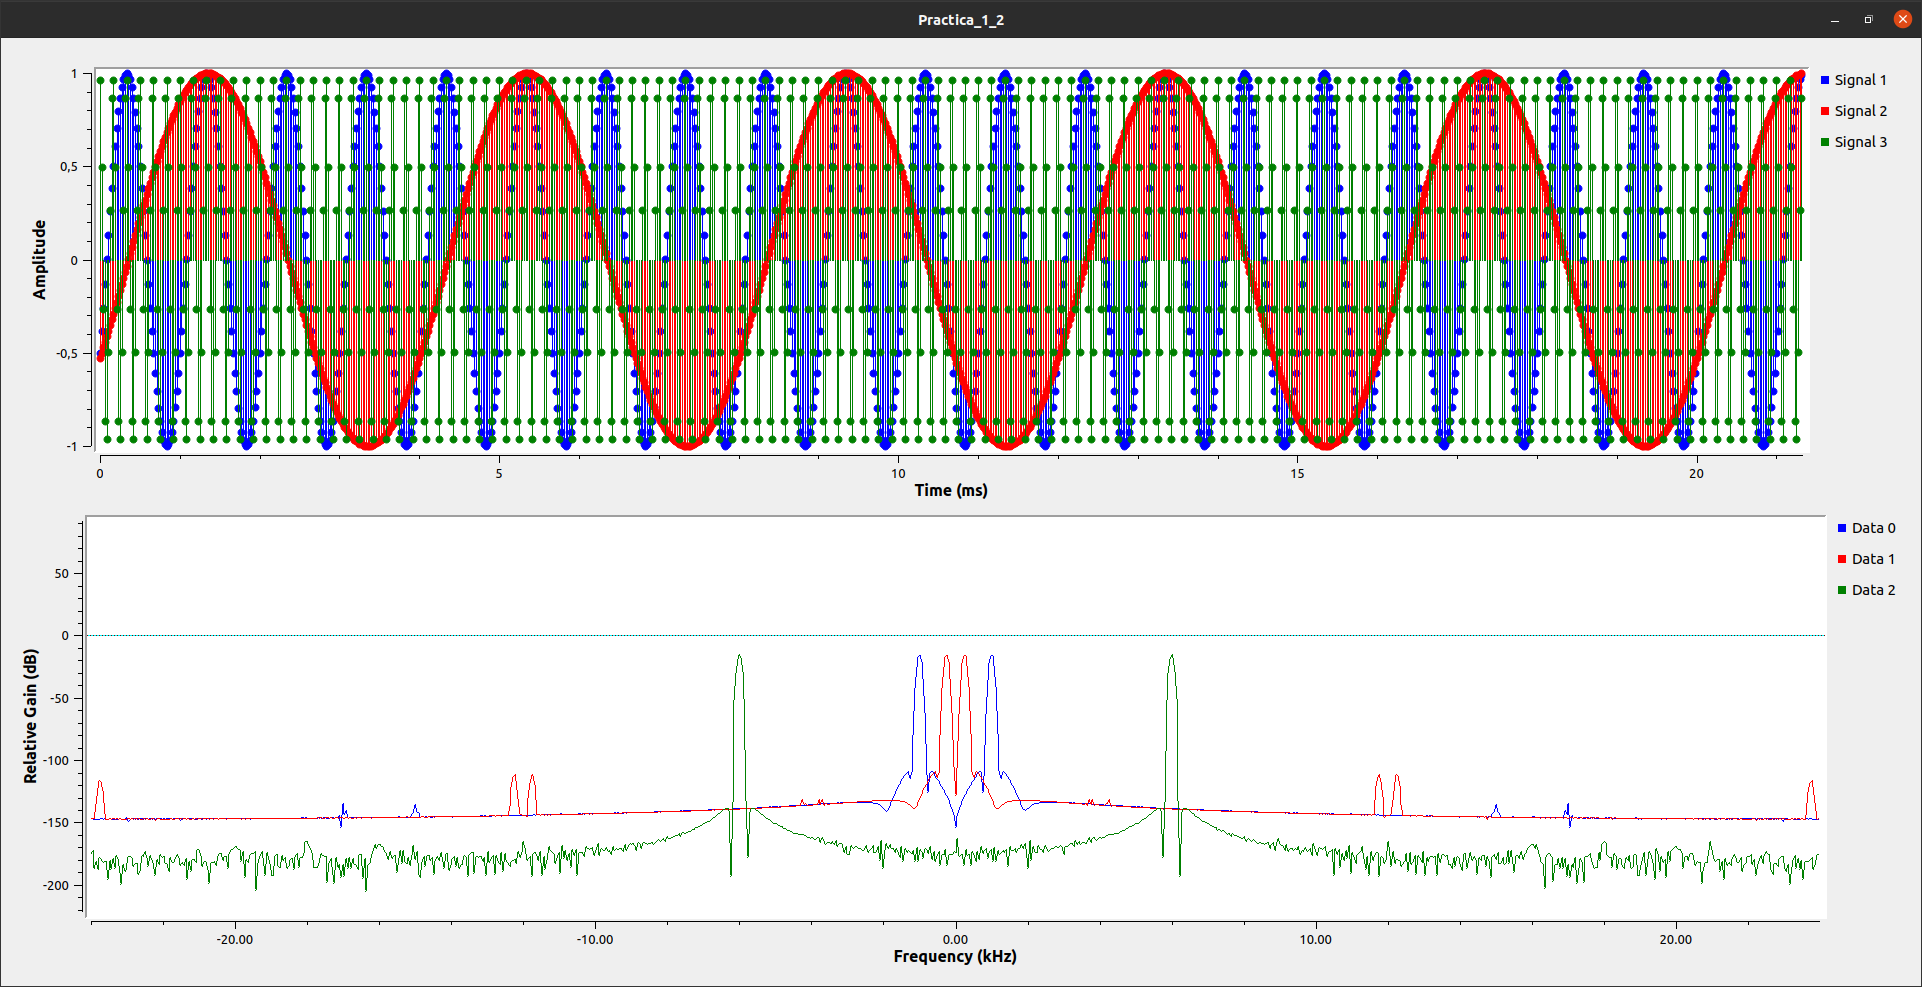 Practica_1_2
Signal 1
Signal 2
Signal 3
Amplitude
1
0,5
0
-0,5
-1
0 5 10 15 20
Time (ms)
Data 0
Data 1
Data 2
Relative Gain (dB)
50
0
-50
-100
-150
-200
-20.00 -10.00 0.00 10.00 20.00
Frequency (kHz)